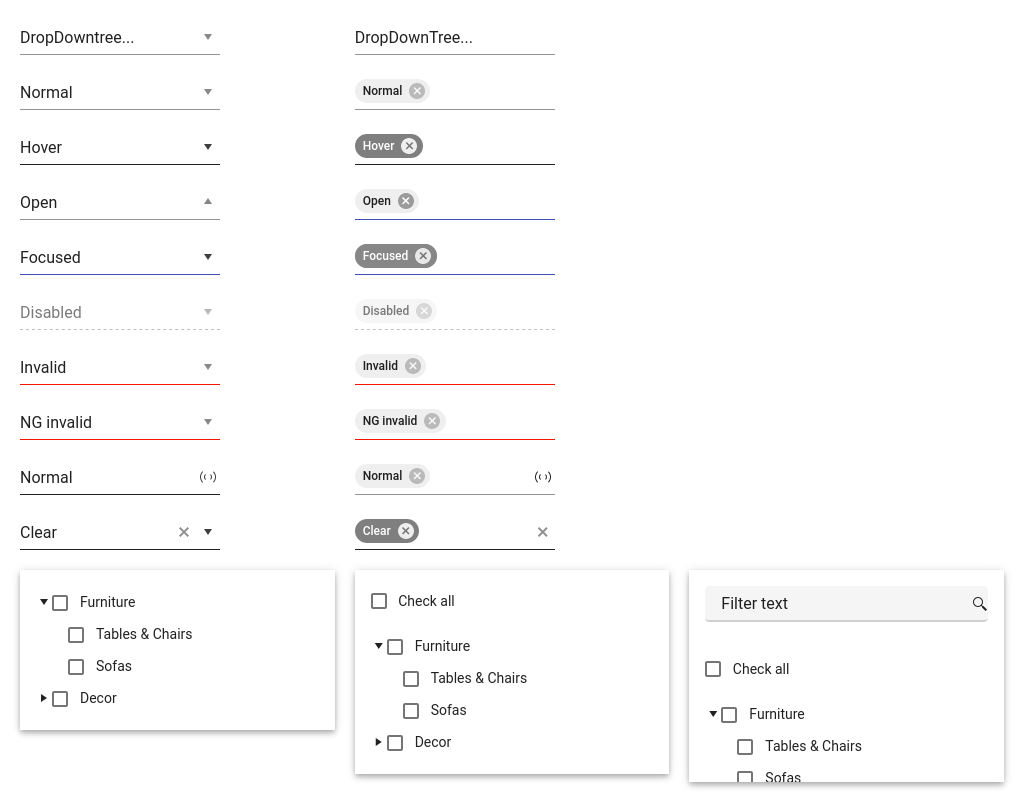 DropDowntree...
DropDownTree...
Normal
Normal
Hover
Hover
Open
Open
Focused
Focused
Disabled
Disabled
Invalid
Invalid
NG invalid
NG invalid
Normal
Normal
Clear
Clear
Furniture
Tables & Chairs
Sofas
Decor
Check all
Furniture
Tables & Chairs
Sofas
Decor
Filter text
Check all
Furniture
Tables & Chairs
Sofas